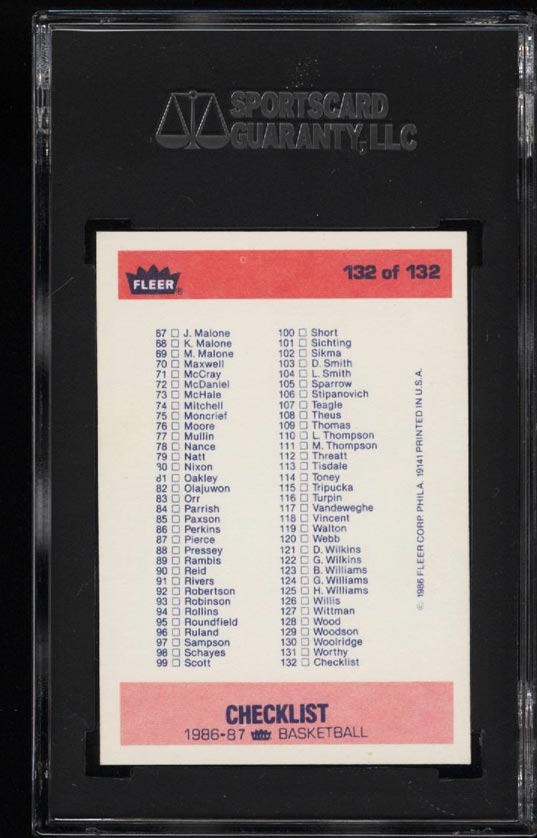 SPORTSCARD
GUARANTY, LLC
FLEER ®
132 of 132
67 □ J. Malone
68 □ K. Malone
69 □ M. Malone
70 □ Maxwell
71 □ McCray
72 □ McDaniel
73 □ McHale
74 □ Mitchell
75 □ Moncrief
76 □ Moore
77 □ Mullin
78 □ Nance
79 □ Natt
80 □ Nixon
81 □ Oakley
82 □ Olajuwon
83 □ Orr
84 □ Parrish
85 □ Paxson
86 □ Perkins
87 □ Pierce
88 □ Pressey
89 □ Rambis
90 □ Reid
91 □ Rivers
92 □ Robertson
93 □ Robinson
94 □ Rollins
95 □ Roundfield
96 □ Ruland
97 □ Sampson
98 □ Schayes
99 □ Scott
100 □ Short
101 □ Sichting
102 □ Sikma
103 □ D. Smith
104 □ L. Smith
105 □ Sparrow
106 □ Stipanovich
107 □ Teagle
108 □ Theus
109 □ Thomas
110 □ L. Thompson
111 □ M. Thompson
112 □ Threatt
113 □ Tisdale
114 □ Toney
115 □ Tripucka
116 □ Turpin
117 □ Vandeweghe
118 □ Vincent
119 □ Walton
120 □ Webb
121 □ D. Wilkins
122 □ G. Wilkins
123 □ B. Williams
124 □ G. Williams
125 □ H. Williams
126 □ Willis
127 □ Wittman
128 □ Wood
129 □ Woodson
130 □ Woolridge
131 □ Worthy
132 □ Checklist
© 1986 FLEER CORP. PHILA. 19141 PRINTED IN U.S.A.
CHECKLIST
1986-87 FLEER BASKETBALL